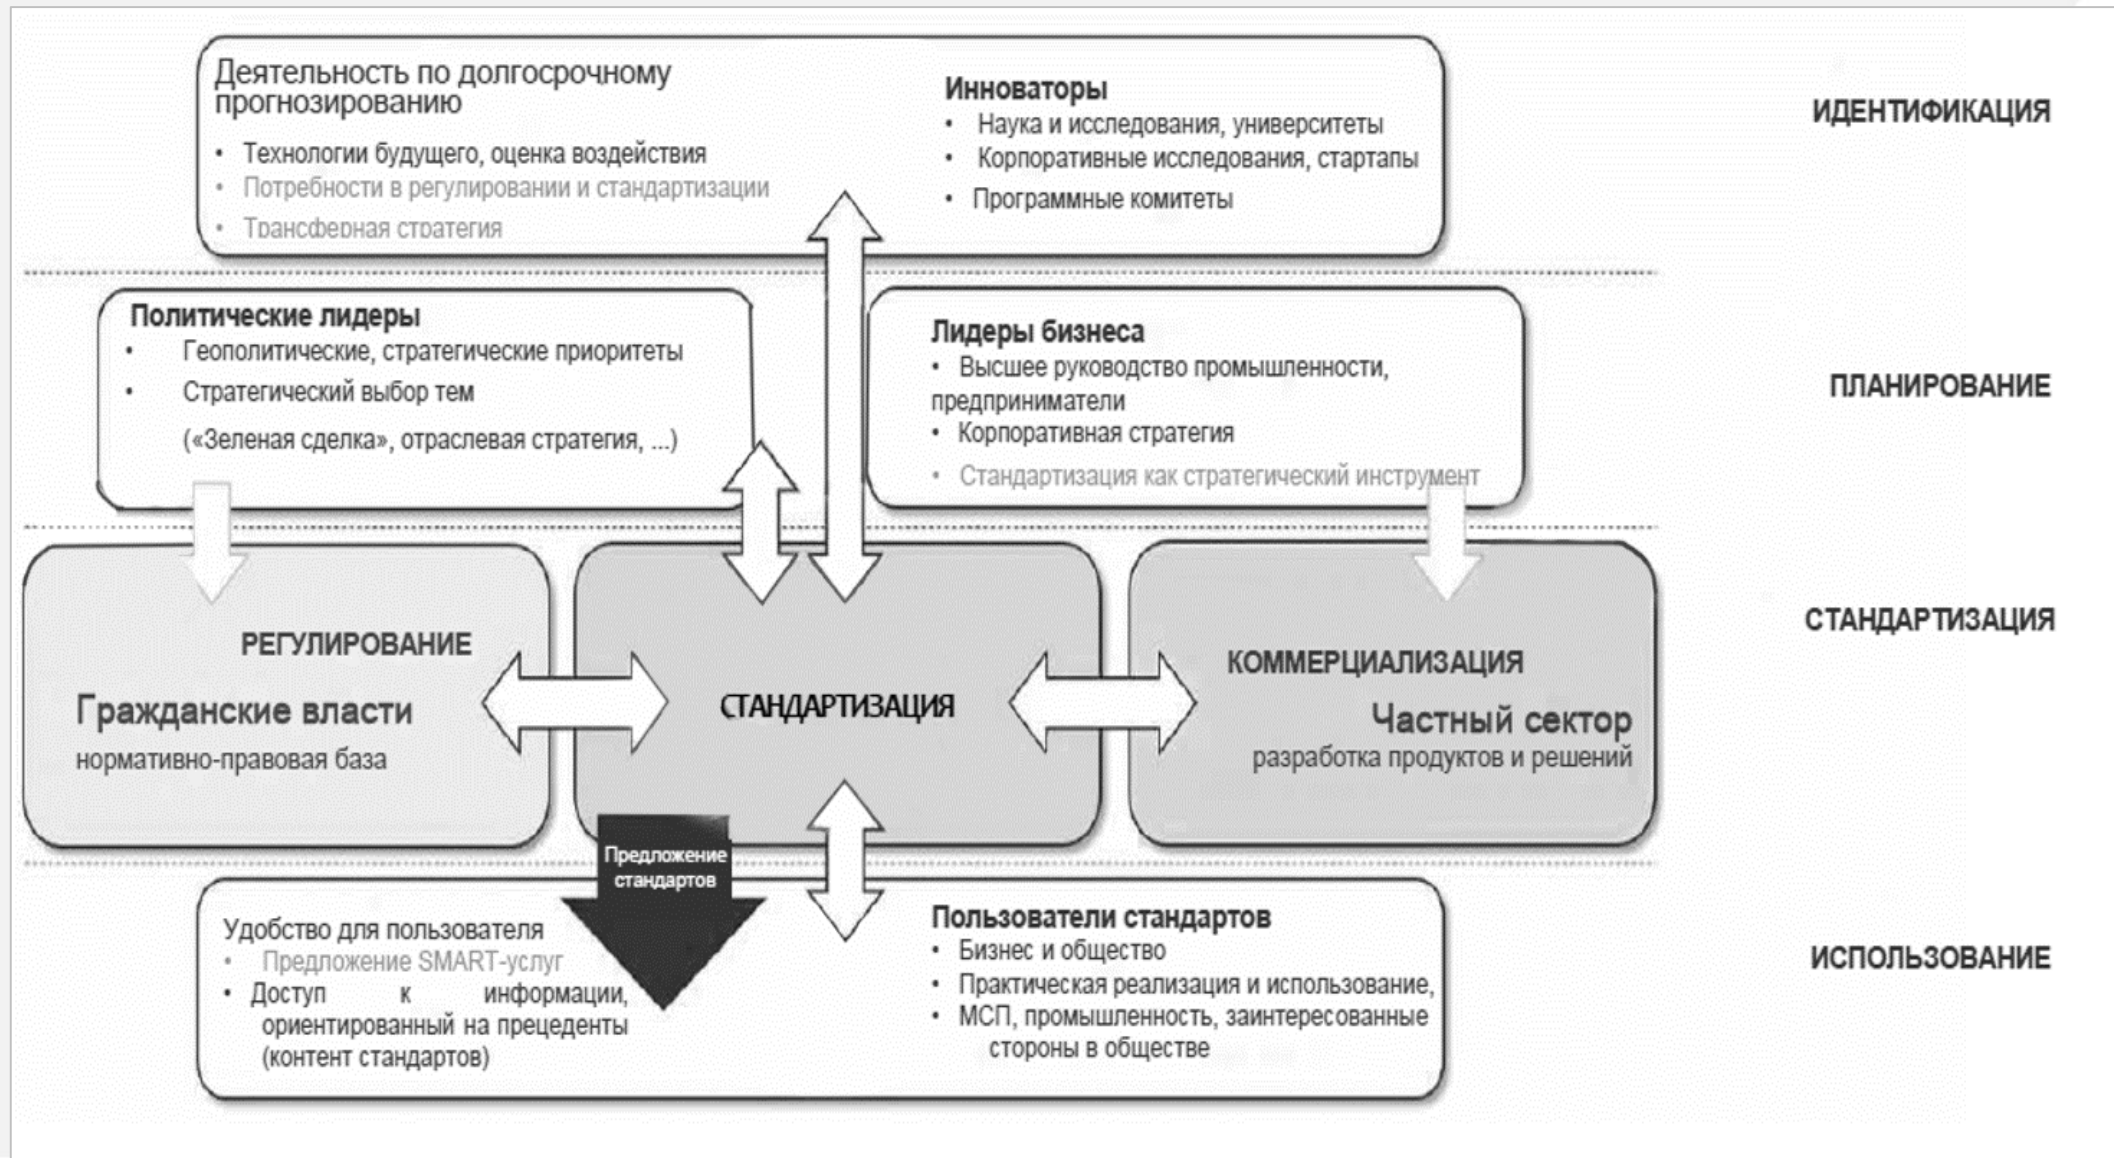 Деятельность по долгосрочному
прогнозированию
• Технологии будущего, оценка воздействия
• Потребности в регулировании и стандартизации
• Трансферная стратегия
Инноваторы
• Наука и исследования, университеты
• Корпоративные исследования, стартапы
• Программные комитеты
ИДЕНТИФИКАЦИЯ
Политические лидеры
• Геополитические, стратегические приоритеты
• Стратегический выбор тем
(«Зеленая сделка», отраслевая стратегия, ...)
Лидеры бизнеса
• Высшее руководство промышленности,
предприниматели
• Корпоративная стратегия
• Стандартизация как стратегический инструмент
ПЛАНИРОВАНИЕ
РЕГУЛИРОВАНИЕ
Гражданские власти
нормативно-правовая база
СТАНДАРТИЗАЦИЯ
КОММЕРЦИАЛИЗАЦИЯ
Частный сектор
разработка продуктов и решений
СТАНДАРТИЗАЦИЯ
Предложение
стандартов
Удобство для пользователя
• Предложение SMART-услуг
• Доступ к информации,
ориентированный на прецеденты
(контент стандартов)
Пользователи стандартов
• Бизнес и общество
• Практическая реализация и использование,
• МСП, промышленность, заинтересованные
стороны в обществе
ИСПОЛЬЗОВАНИЕ